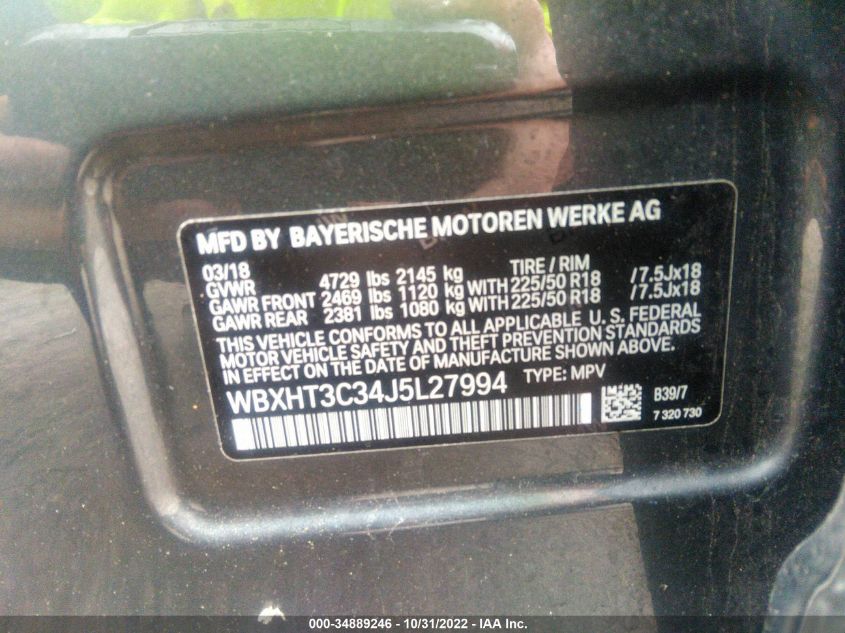 MFD BY BAYERISCHE MOTOREN WERKE AG
03/18 TIRE / RIM
GVWR 4729 lbs 2145 kg
GAWR FRONT 2469 lbs 1120 kg WITH 225/50 R18 /7.5Jx18
GAWR REAR 2381 lbs 1080 kg WITH 225/50 R18 /7.5Jx18
THIS VEHICLE CONFORMS TO ALL APPLICABLE U. S. FEDERAL
MOTOR VEHICLE SAFETY AND THEFT PREVENTION STANDARDS
IN EFFECT ON THE DATE OF MANUFACTURE SHOWN ABOVE.
WBXHT3C34J5L27994 TYPE: MPV
B39/7
7 320 730
000-34889246 - 10/31/2022 - IAA Inc.